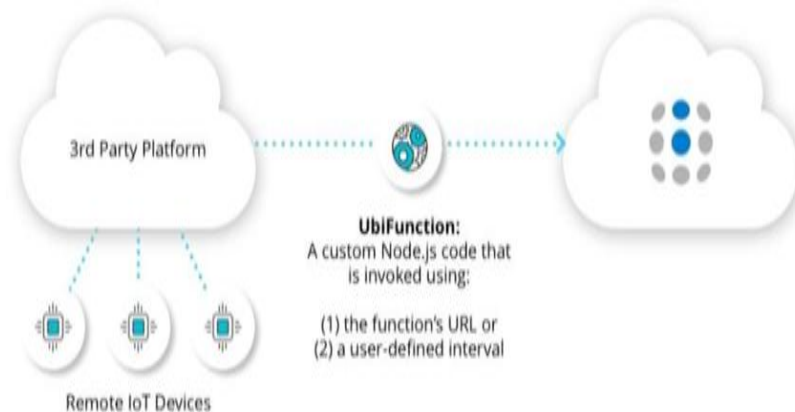 3rd Party Platform
UbiFunction:
A custom Node.js code that
is invoked using:
(1) the function's URL or
(2) a user-defined interval
Remote IoT Devices